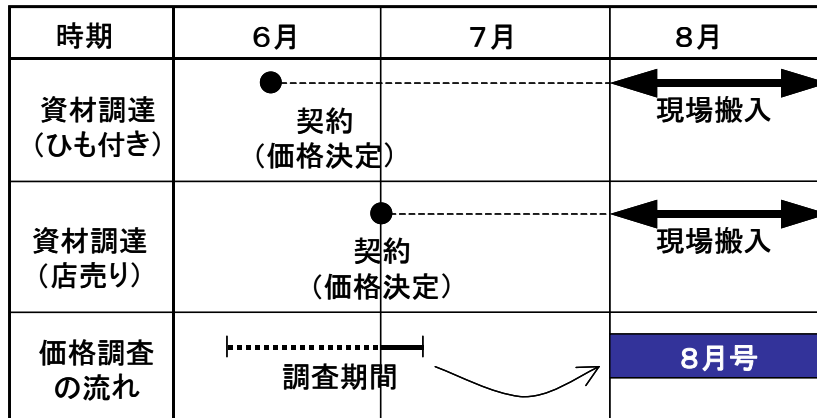 時期
6月
7月
8月
資材調達
(ひも付き)
契約
(価格決定)
現場搬入
資材調達
(店売り)
契約
(価格決定)
現場搬入
価格調査
の流れ
調査期間
8月号